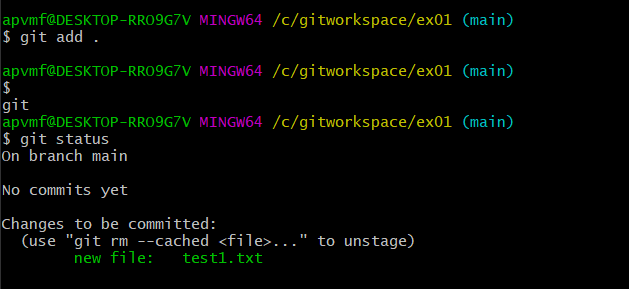 apvmf@DESKTOP-RRO9G7V MINGW64 /c/gitworkspace/ex01 (main)
$ git add .

apvmf@DESKTOP-RRO9G7V MINGW64 /c/gitworkspace/ex01 (main)
$
git
apvmf@DESKTOP-RRO9G7V MINGW64 /c/gitworkspace/ex01 (main)
$ git status
On branch main

No commits yet

Changes to be committed:
  (use "git rm --cached <file>..." to unstage)
        new file:   test1.txt